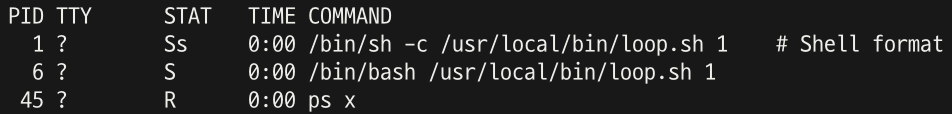 PID TTY      STAT   TIME COMMAND
  1 ?        Ss     0:00 /bin/sh -c /usr/local/bin/loop.sh 1    # Shell format
  6 ?        S      0:00 /bin/bash /usr/local/bin/loop.sh 1
 45 ?        R      0:00 ps x